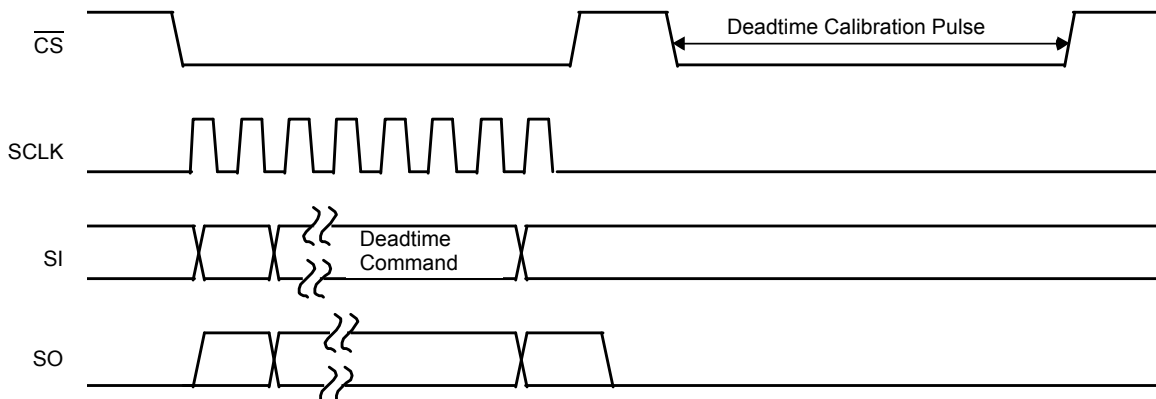 CS
Deadtime Calibration Pulse
SCLK
SI
Deadtime
Command
SO